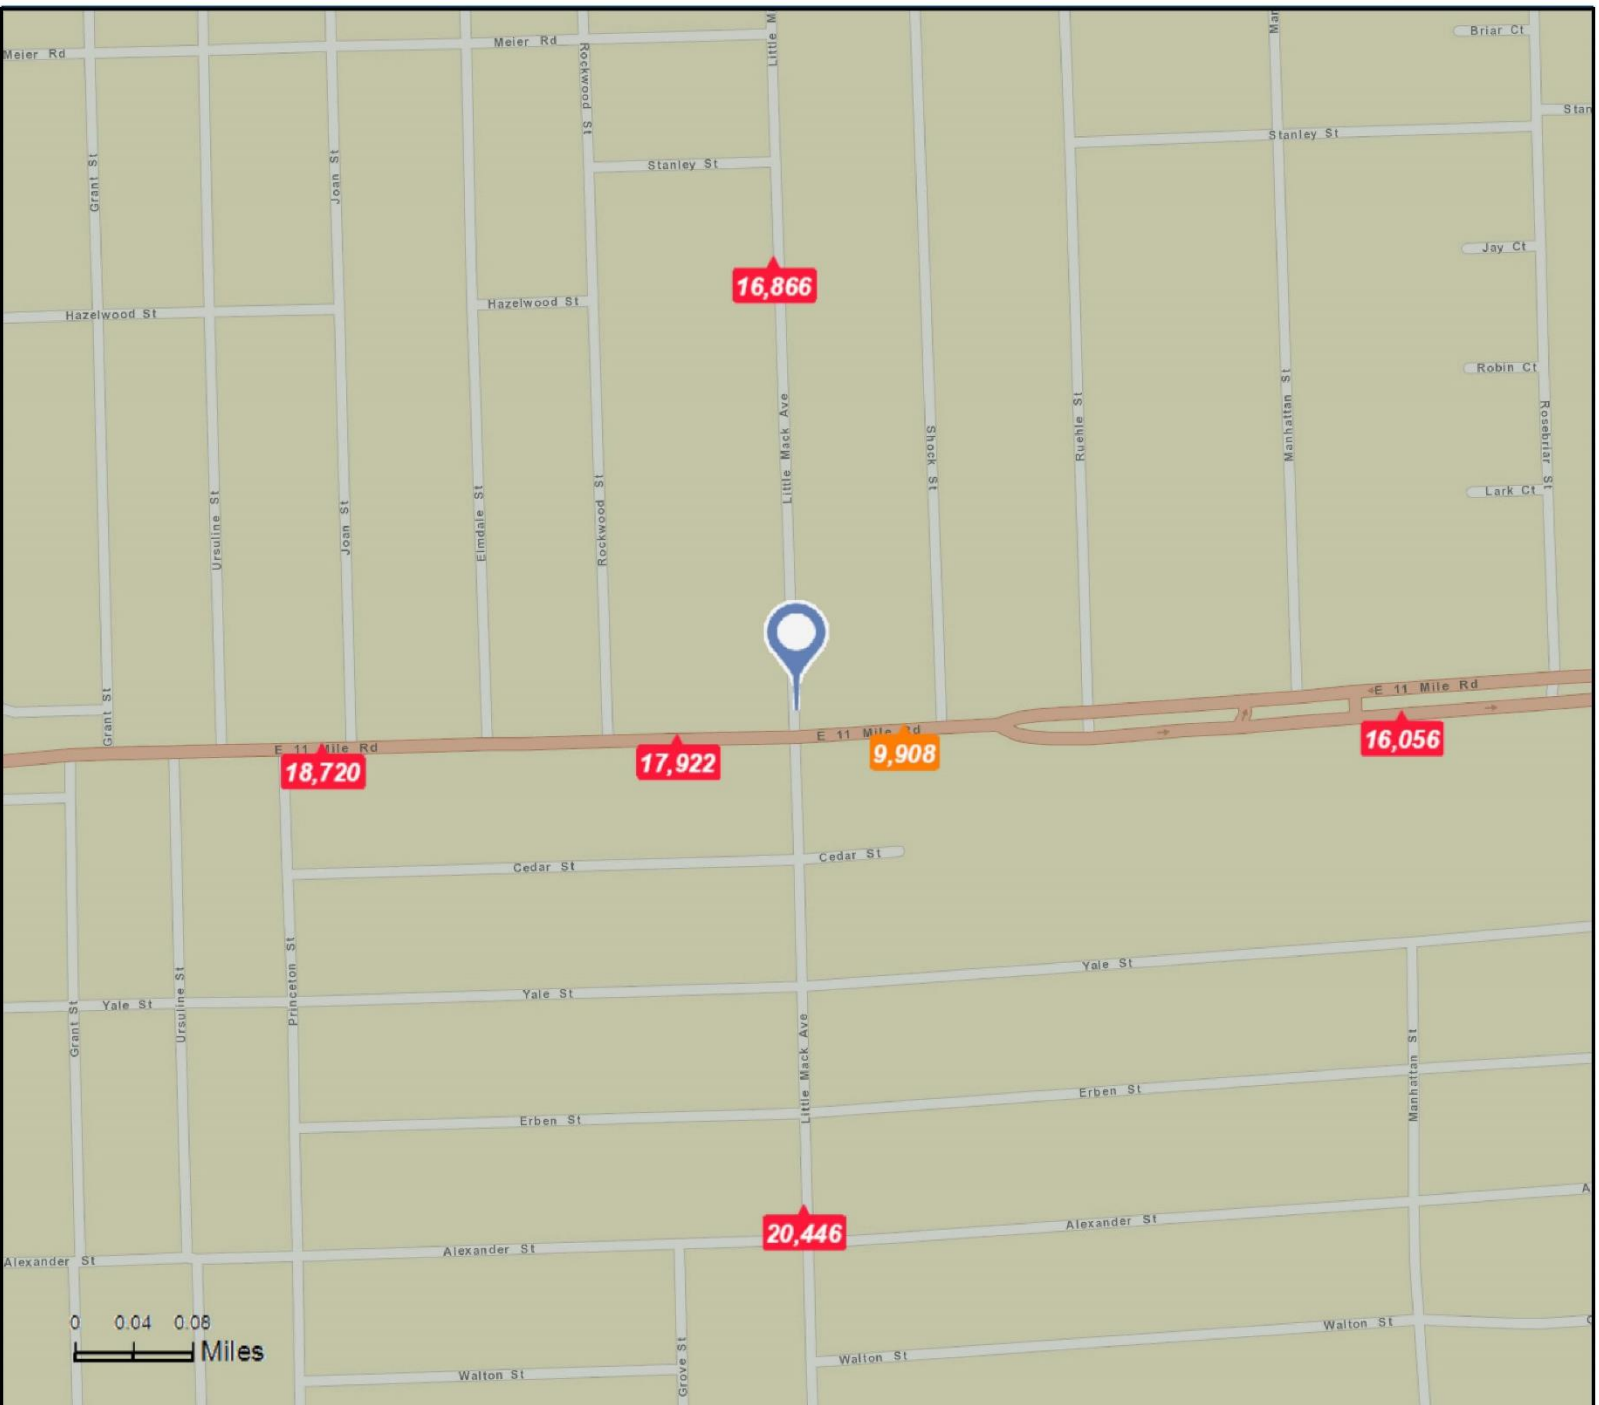 Briar Ct
Meier Rd
Meier Rd
Little M
Mar
Rockwood St
Stan
Stanley St
Stanley St
Grant St
Joan St
Jay Ct
16,866
Hazelwood St
Hazelwood St
Robin Ct
Little Mack Ave
Shock St
Ruehle St
Manhattan St
Rosebriar St
Lark Ct
Ursuline St
Joan St
Elmdale St
Rockwood St
Grant St
E 11 Mile Rd
E 11 Mile Rd
E 11 Mile Rd
18,720
17,922
9,908
16,056
Cedar St
Cedar St
Yale St
Yale St
Yale St
Grant St
Ursuline St
Princeton St
Little Mack Ave
Manhattan St
Erben St
Erben St
Alexander St
Alexander St
Alexander St
A
20,446
0 0.04 0.08
Miles
Walton St
Walton St
Walton St
Grove St